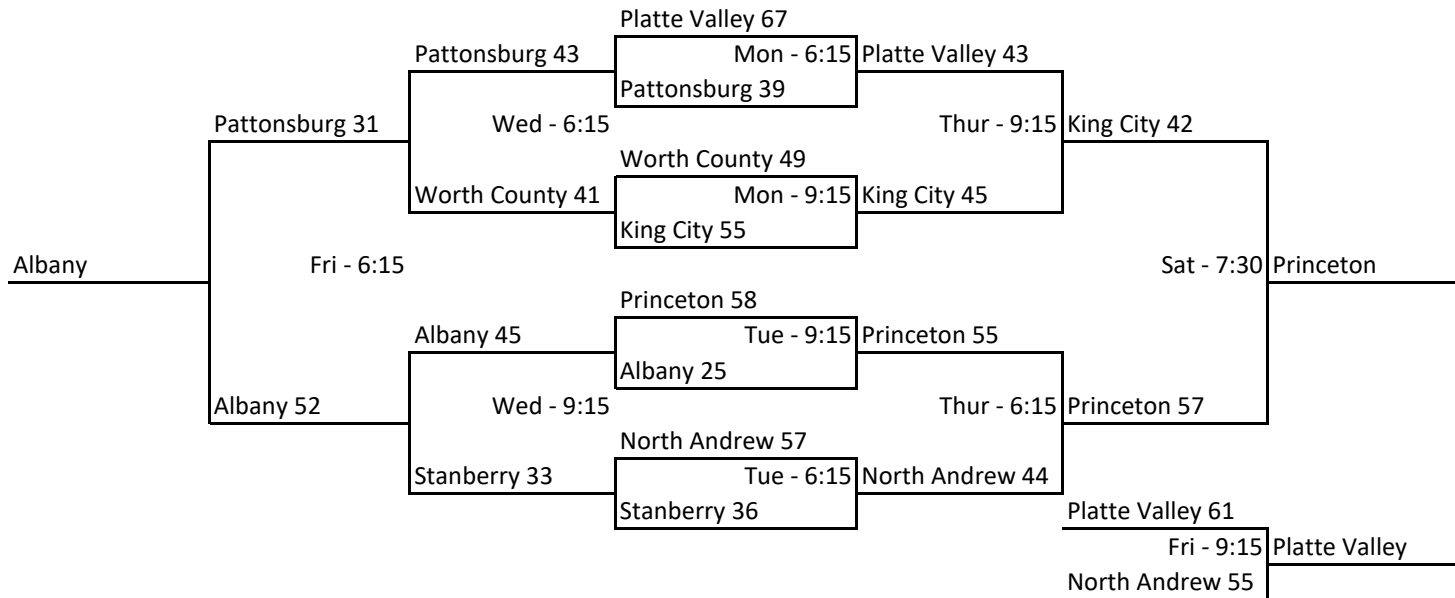 Platte Valley 67
Pattonsburg 43
Mon - 6:15
Platte Valley 43
Pattonsburg 39
Pattonsburg 31
Wed - 6:15
Thur - 9:15
King City 42
Worth County 49
Worth County 41
Mon - 9:15
King City 45
King City 55
Albany
Fri - 6:15
Sat - 7:30
Princeton
Princeton 58
Albany 45
Tue - 9:15
Princeton 55
Albany 25
Albany 52
Wed - 9:15
Thur - 6:15
Princeton 57
North Andrew 57
Stanberry 33
Tue - 6:15
North Andrew 44
Stanberry 36
Platte Valley 61
Fri - 9:15
Platte Valley
North Andrew 55